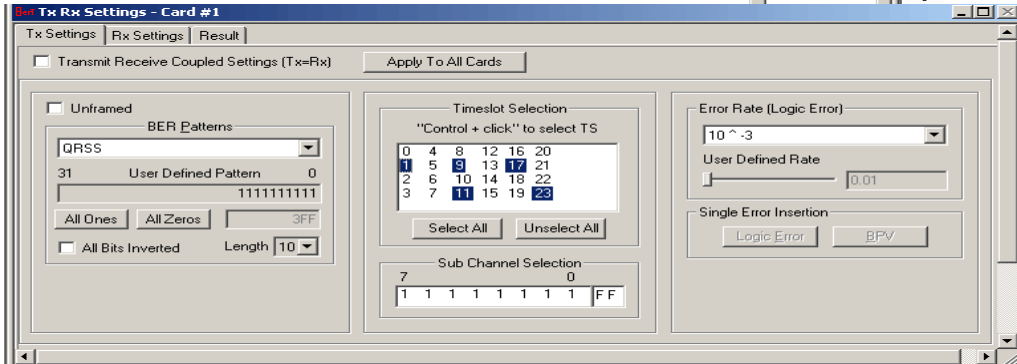 Bert Tx Rx Settings - Card #1
Tx Settings Rx Settings Result
Transmit Receive Coupled Settings (Tx=Rx) Apply To All Cards
Unframed
BER Patterns
QRSS
31 User Defined Pattern 0
1111111111
All Ones All Zeros 3FF
All Bits Inverted Length 10
Timeslot Selection
"Control + click" to select TS
0 4 8 12 16 20
1 5 9 13 17 21
2 6 10 14 18 22
3 7 11 15 19 23
Select All Unselect All
Sub Channel Selection
7 0
1 1 1 1 1 1 1 1 FF
Error Rate (Logic Error)
10 ^ -3
User Defined Rate
0.01
Single Error Insertion
Logic Error BPV